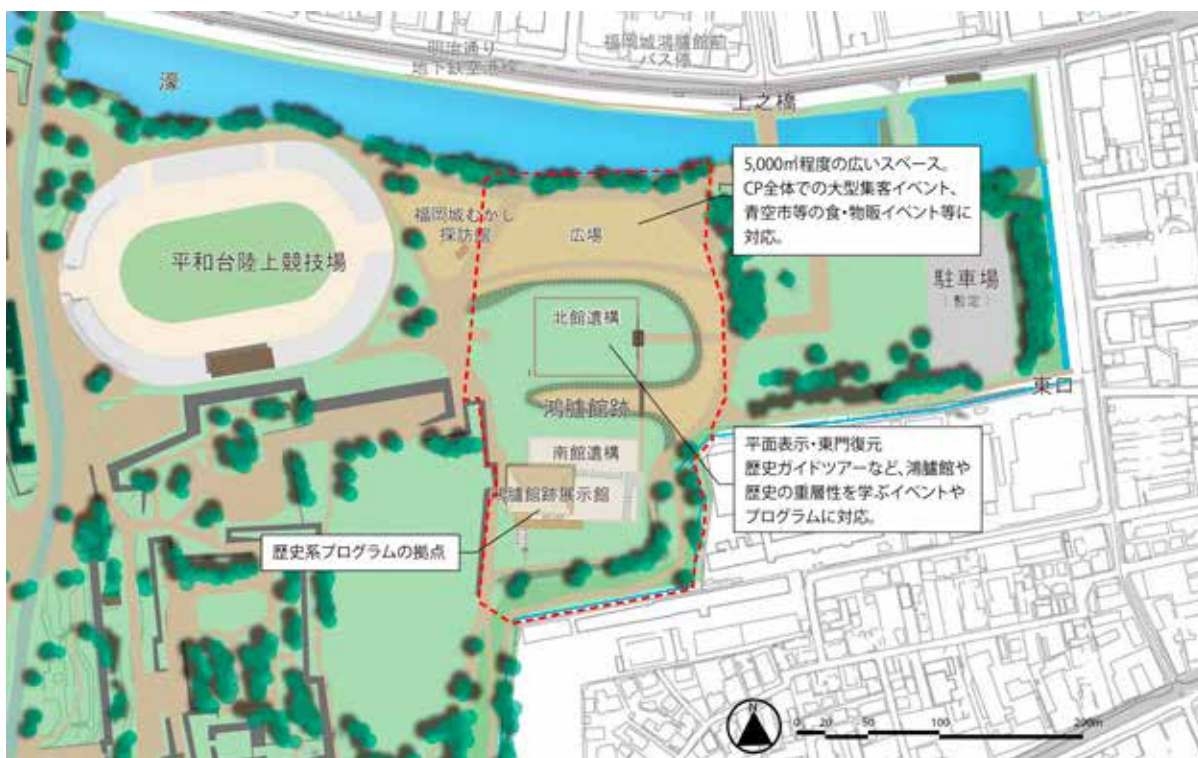 明治通り
地下鉄空港線
福岡城鴻臚館前
バス停
濠
上之橋
5,000㎡程度の広いスペース。
CP全体での大型集客イベント、
青空市等の食・物販イベント等に
対応。
福岡城むかし
探訪館
広場
平和台陸上競技場
駐車場
(暫定)
北館遺構
東口
鴻臚館跡
平面表示・東門復元
歴史ガイドツアーなど、鴻臚館や
歴史の重層性を学ぶイベントや
プログラムに対応。
南館遺構
鴻臚館跡展示館
歴史系プログラムの拠点
N
0 20 50 100 200m